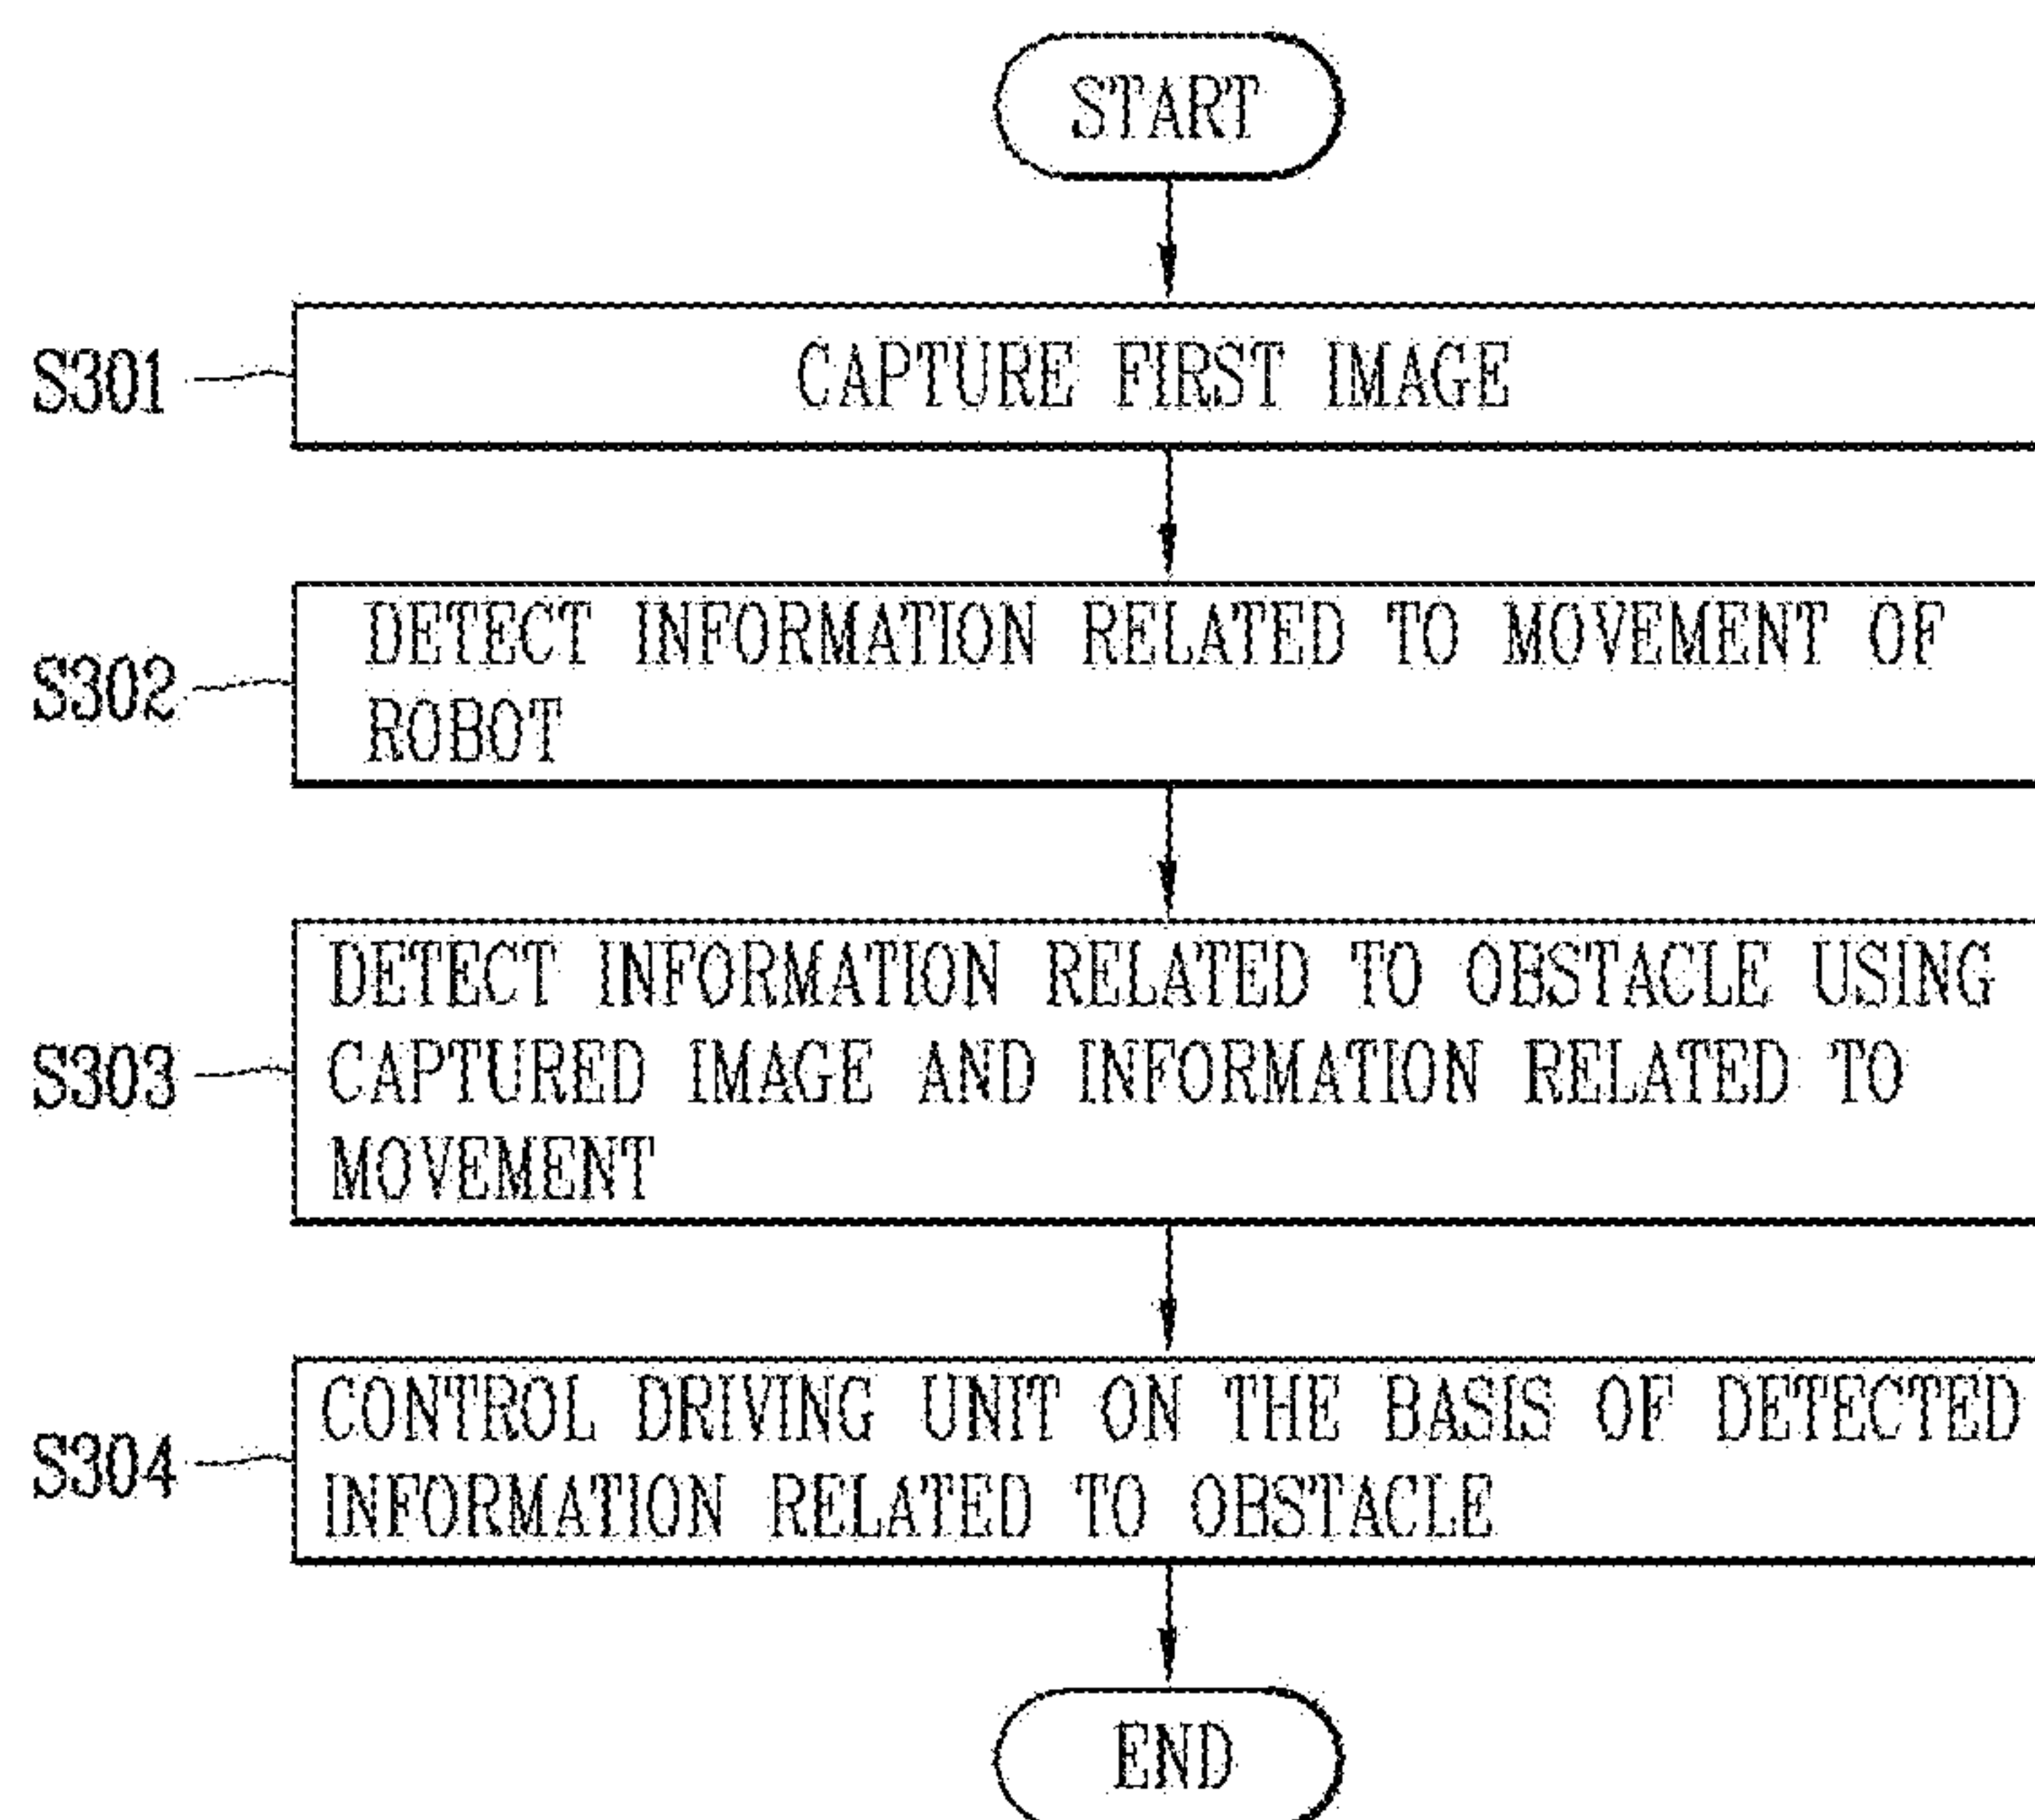 START
S301
CAPTURE FIRST IMAGE
S302
DETECT INFORMATION RELATED TO MOVEMENT OF
ROBOT
S303
DETECT INFORMATION RELATED TO OBSTACLE USING
CAPTURED IMAGE AND INFORMATION RELATED TO
MOVEMENT
S304
CONTROL DRIVING UNIT ON THE BASIS OF DETECTED
INFORMATION RELATED TO OBSTACLE
END